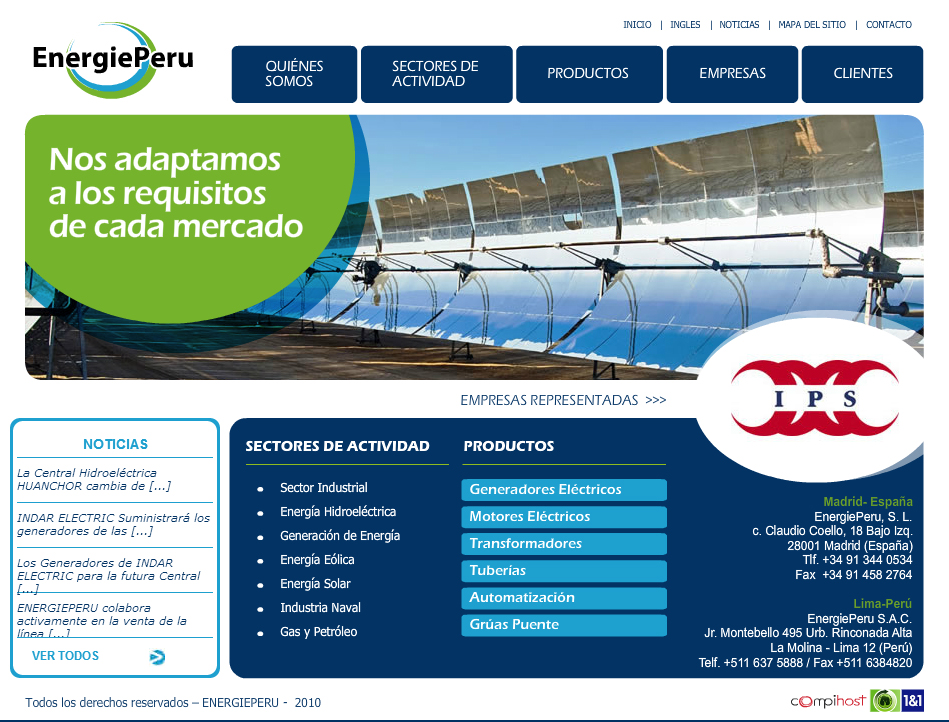 INICIO | INGLES | NOTICIAS | MAPA DEL SITIO | CONTACTO
EnergiePeru
QUIÉNES
SOMOS
SECTORES DE
ACTIVIDAD
PRODUCTOS
EMPRESAS
CLIENTES
Nos adaptamos
a los requisitos
de cada mercado
EMPRESAS REPRESENTADAS >>>
I P S
NOTICIAS
La Central Hidroeléctrica
HUANCHOR cambia de [...]
INDAR ELECTRIC Suministrará los
generadores de las [...]
Los Generadores de INDAR
ELECTRIC para la futura Central
[...]
ENERGIEPERU colabora
activamente en la venta de la
línea [...]
VER TODOS
SECTORES DE ACTIVIDAD
Sector Industrial
Energía Hidroeléctrica
Generación de Energía
Energía Eólica
Energía Solar
Industria Naval
Gas y Petróleo
PRODUCTOS
Generadores Eléctricos
Motores Eléctricos
Transformadores
Tuberías
Automatización
Grúas Puente
Madrid- España
EnergiePeru, S. L.
c. Claudio Coello, 18 Bajo Izq.
28001 Madrid (España)
Tlf. +34 91 344 0534
Fax +34 91 458 2764
Lima-Perú
EnergiePeru S.A.C.
Jr. Montebello 495 Urb. Rinconada Alta
La Molina - Lima 12 (Perú)
Telf. +511 637 5888 / Fax +511 6384820
Todos los derechos reservados – ENERGIEPERU - 2010
compihost
1&1